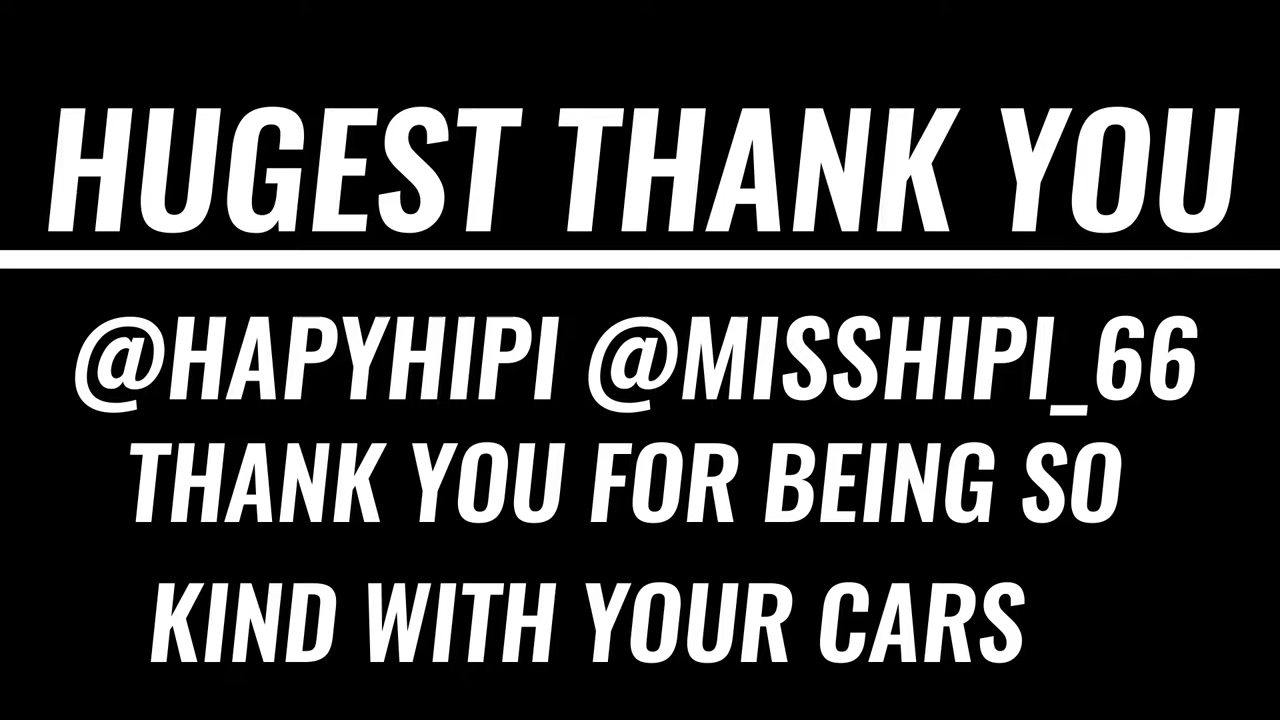 HUGEST THANK YOU
@HAPYHIPI @MISSHIPI_66
THANK YOU FOR BEING SO
KIND WITH YOUR CARS